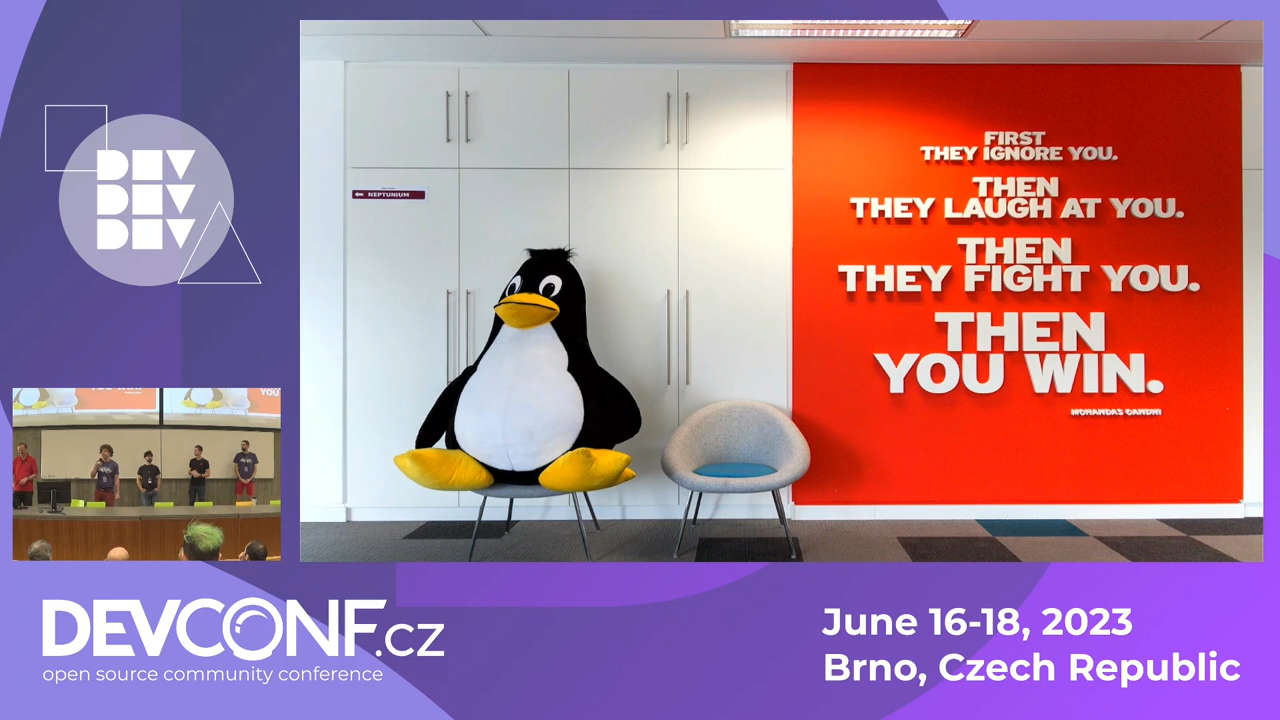 DEV
DEV
DEV
NEPTUNIUM
FIRST
THEY IGNORE YOU.
THEN
THEY LAUGH AT YOU.
THEN
THEY FIGHT YOU.
THEN
YOU WIN.
MOHANDAS GANDHI
DEVCONF.CZ
open source community conference
June 16-18, 2023
Brno, Czech Republic